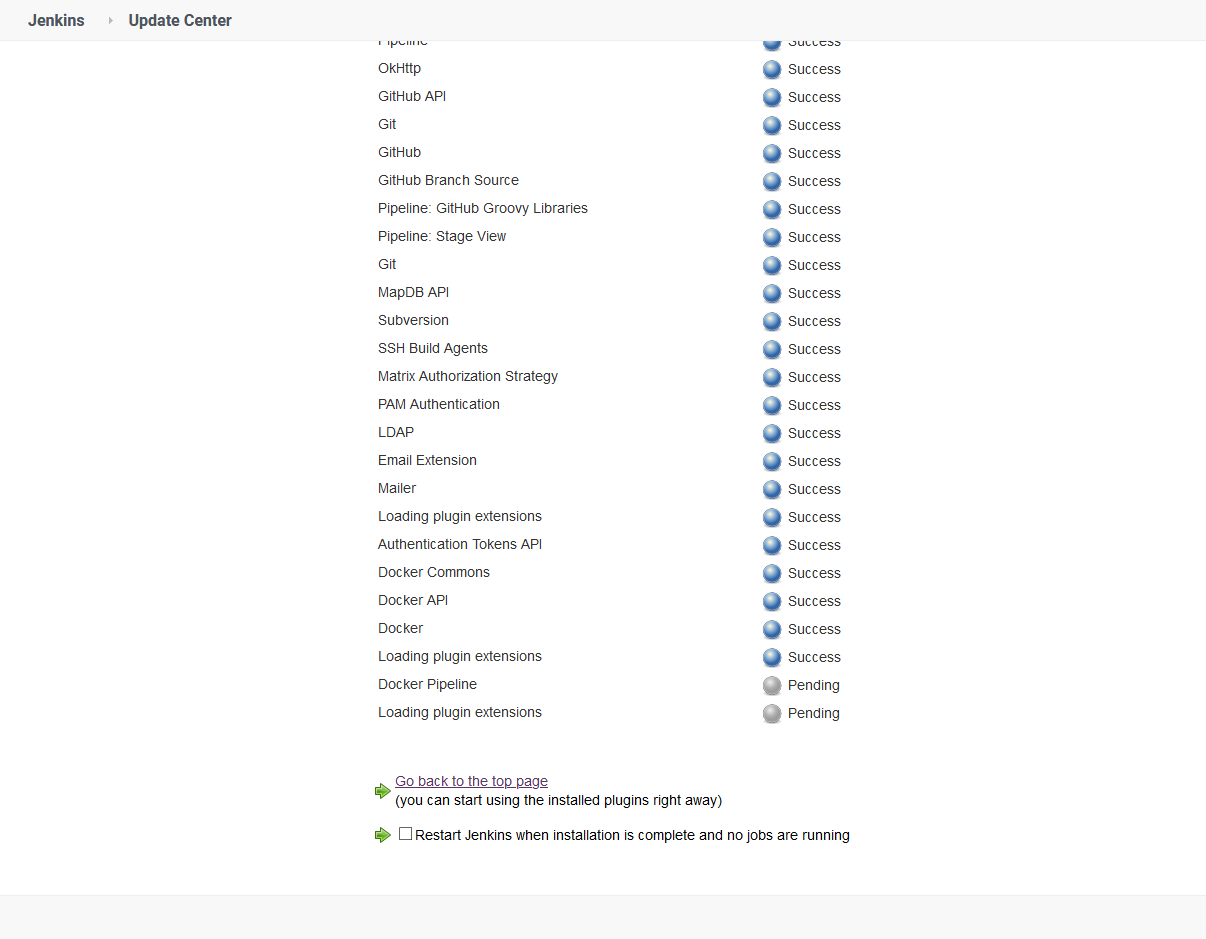 Jenkins Update Center
Pipeline Success
OkHttp Success
GitHub API Success
Git Success
GitHub Success
GitHub Branch Source Success
Pipeline: GitHub Groovy Libraries Success
Pipeline: Stage View Success
Git Success
MapDB API Success
Subversion Success
SSH Build Agents Success
Matrix Authorization Strategy Success
PAM Authentication Success
LDAP Success
Email Extension Success
Mailer Success
Loading plugin extensions Success
Authentication Tokens API Success
Docker Commons Success
Docker API Success
Docker Success
Loading plugin extensions Success
Docker Pipeline Pending
Loading plugin extensions Pending
Go back to the top page
(you can start using the installed plugins right away)
Restart Jenkins when installation is complete and no jobs are running